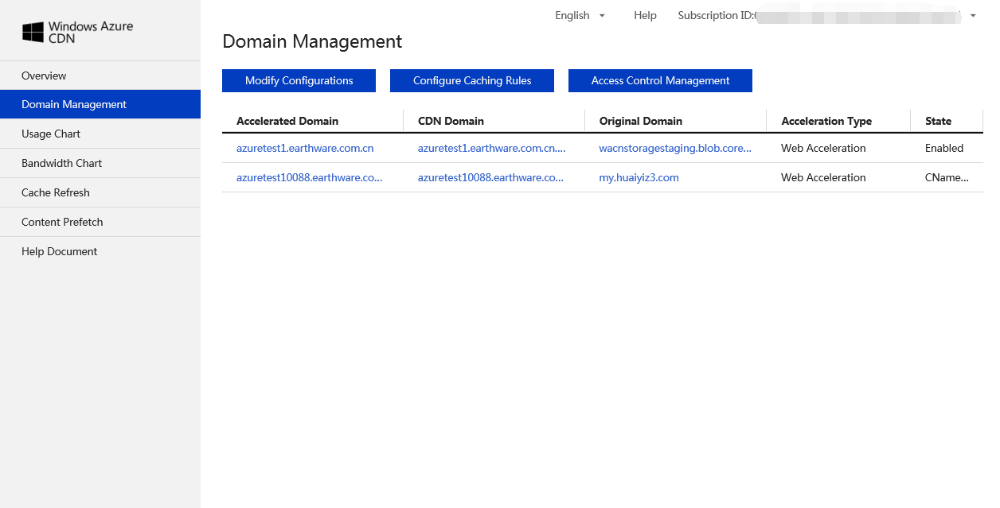 English Help Subscription ID:
Windows Azure
CDN
Domain Management
Overview
Domain Management
Usage Chart
Bandwidth Chart
Cache Refresh
Content Prefetch
Help Document
Modify Configurations Configure Caching Rules Access Control Management
Accelerated Domain CDN Domain Original Domain Acceleration Type State
azuretest1.earthware.com.cn azuretest1.earthware.com.cn.... wacnstoragestaging.blob.core... Web Acceleration Enabled
azuretest10088.earthware.co... azuretest10088.earthware.co... my.huaiyiz3.com Web Acceleration CName...